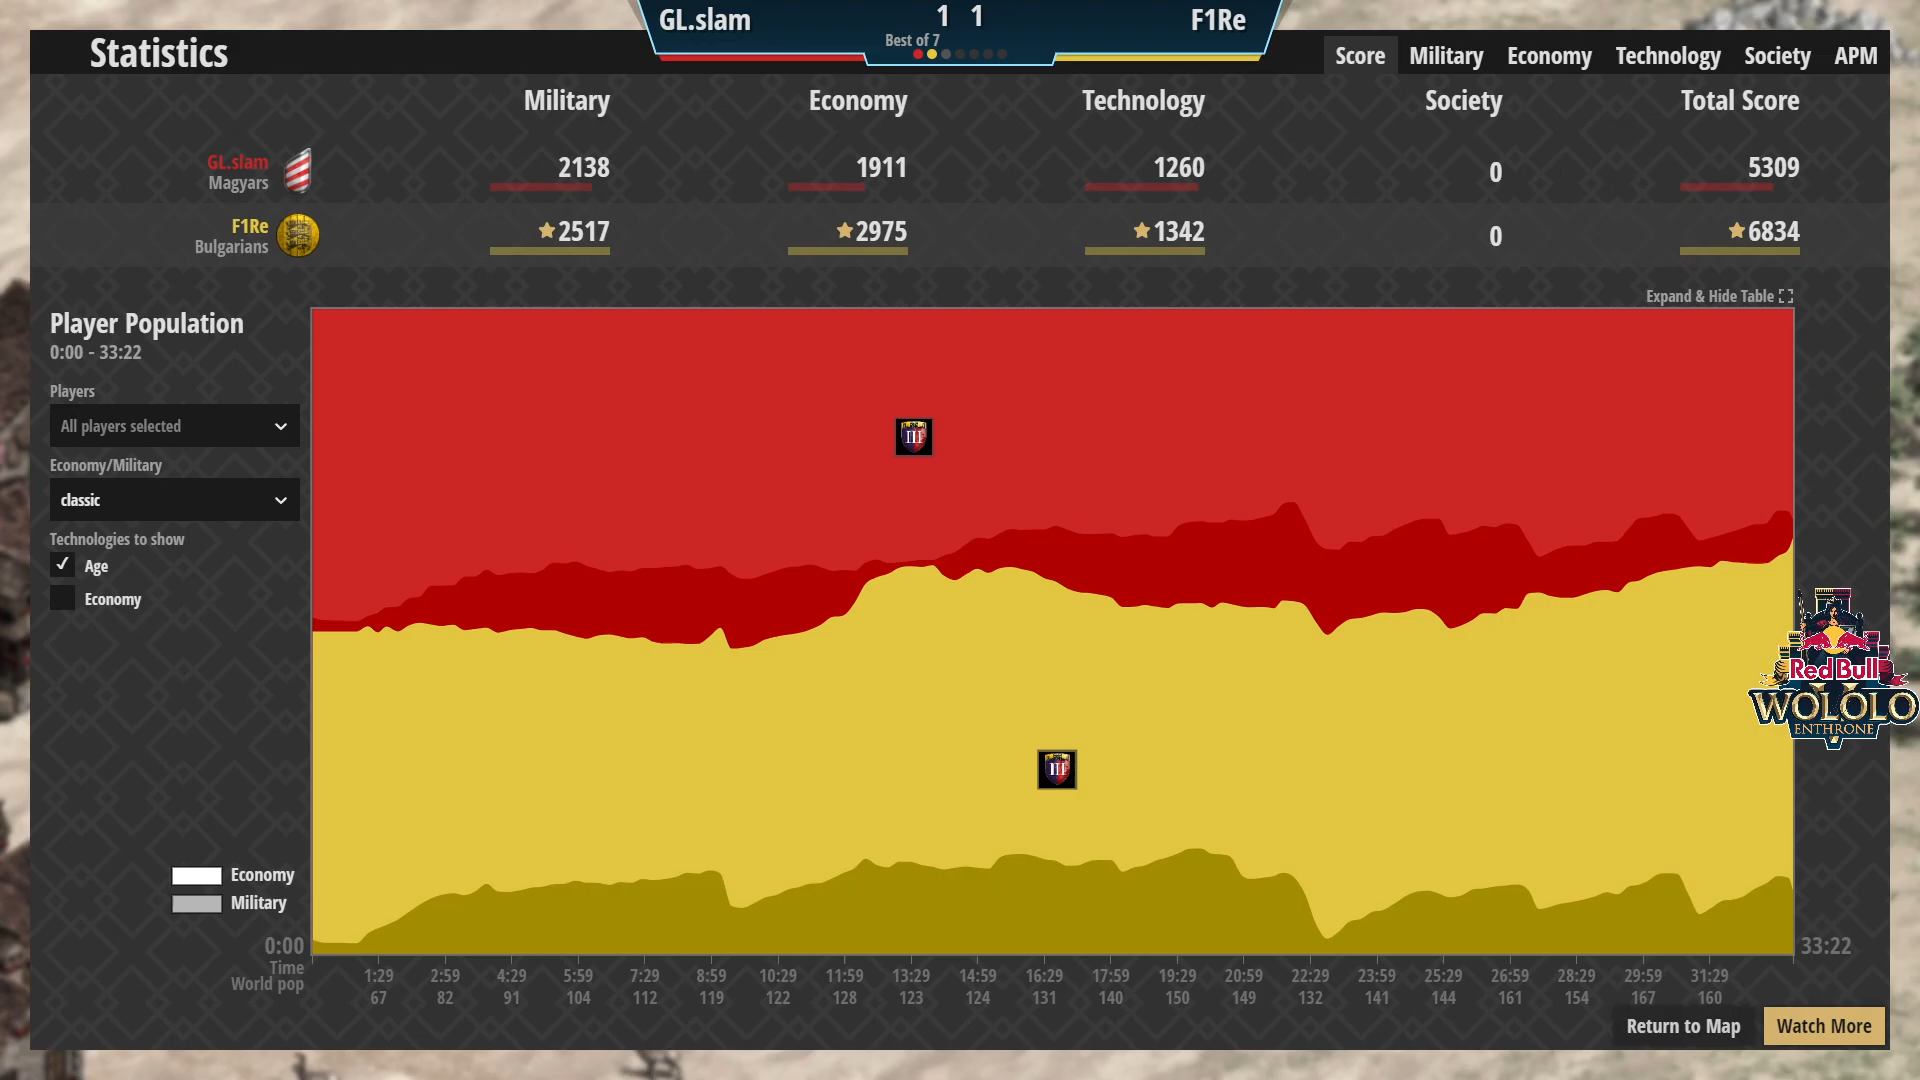 GL.slam 1 1 F1Re
Best of 7
Statistics
Score Military Economy Technology Society APM
Military Economy Technology Society Total Score
GL.slam
Magyars
2138 1911 1260 0 5309
F1Re
Bulgarians
2517 2975 1342 0 6834
Expand & Hide Table
Player Population
0:00 - 33:22
Players
All players selected
Economy/Military
classic
Technologies to show
Age
Economy
III
III
Red Bull
WOLOLO
ENTHRONE
V
Economy
Military
0:00 33:22
Time 1:29 2:59 4:29 5:59 7:29 8:59 10:29 11:59 13:29 14:59 16:29 17:59 19:29 20:59 22:29 23:59 25:29 26:59 28:29 29:59 31:29
World pop 67 82 91 104 112 119 122 128 123 124 131 140 150 149 132 141 144 161 154 167 160
Return to Map Watch More